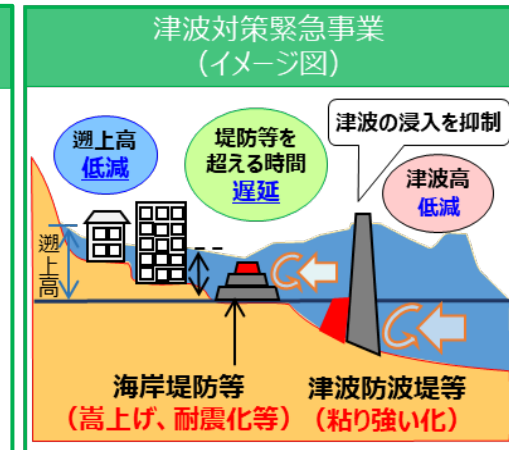 津波対策緊急事業
（イメージ図）
遡上高
低減
堤防等を
超える時間
遅延
津波の浸入を抑制
津波高
低減
遡上高
海岸堤防等
（嵩上げ、耐震化等）
津波防波堤等
（粘り強い化）